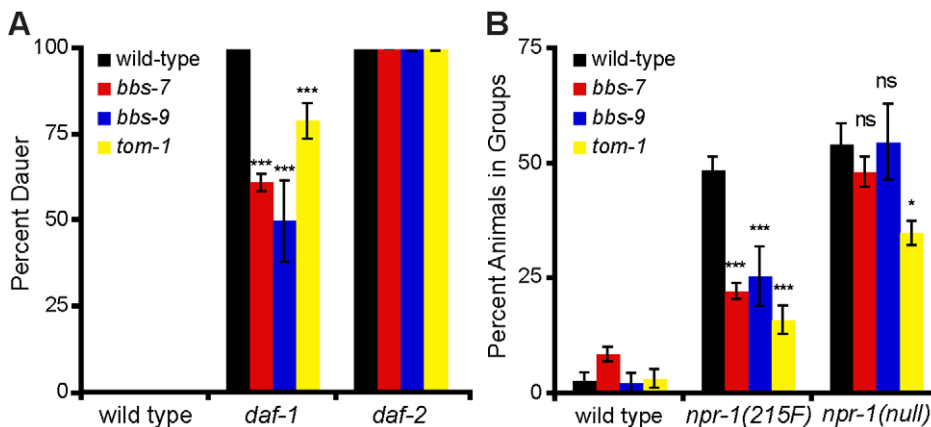 A
Percent Dauer
100
75
50
25
0
wild-type
bbs-7
bbs-9
tom-1
***
***
***
wild type
daf-1
daf-2
B
Percent Animals in Groups
75
50
25
0
wild-type
bbs-7
bbs-9
tom-1
***
***
***
ns
ns
*
wild type
npr-1(215F)
npr-1(null)